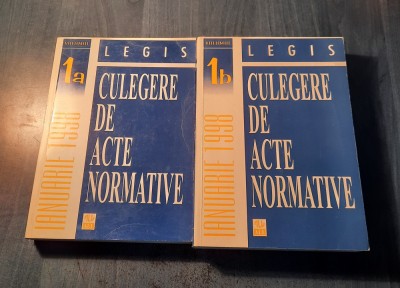 LEGIS
1a
IANUARIE 1998
CULEGERE
DE
ACTE
NORMATIVE
LEGIS
1b
IANUARIE 1998
CULEGERE
DE
ACTE
NORMATIVE